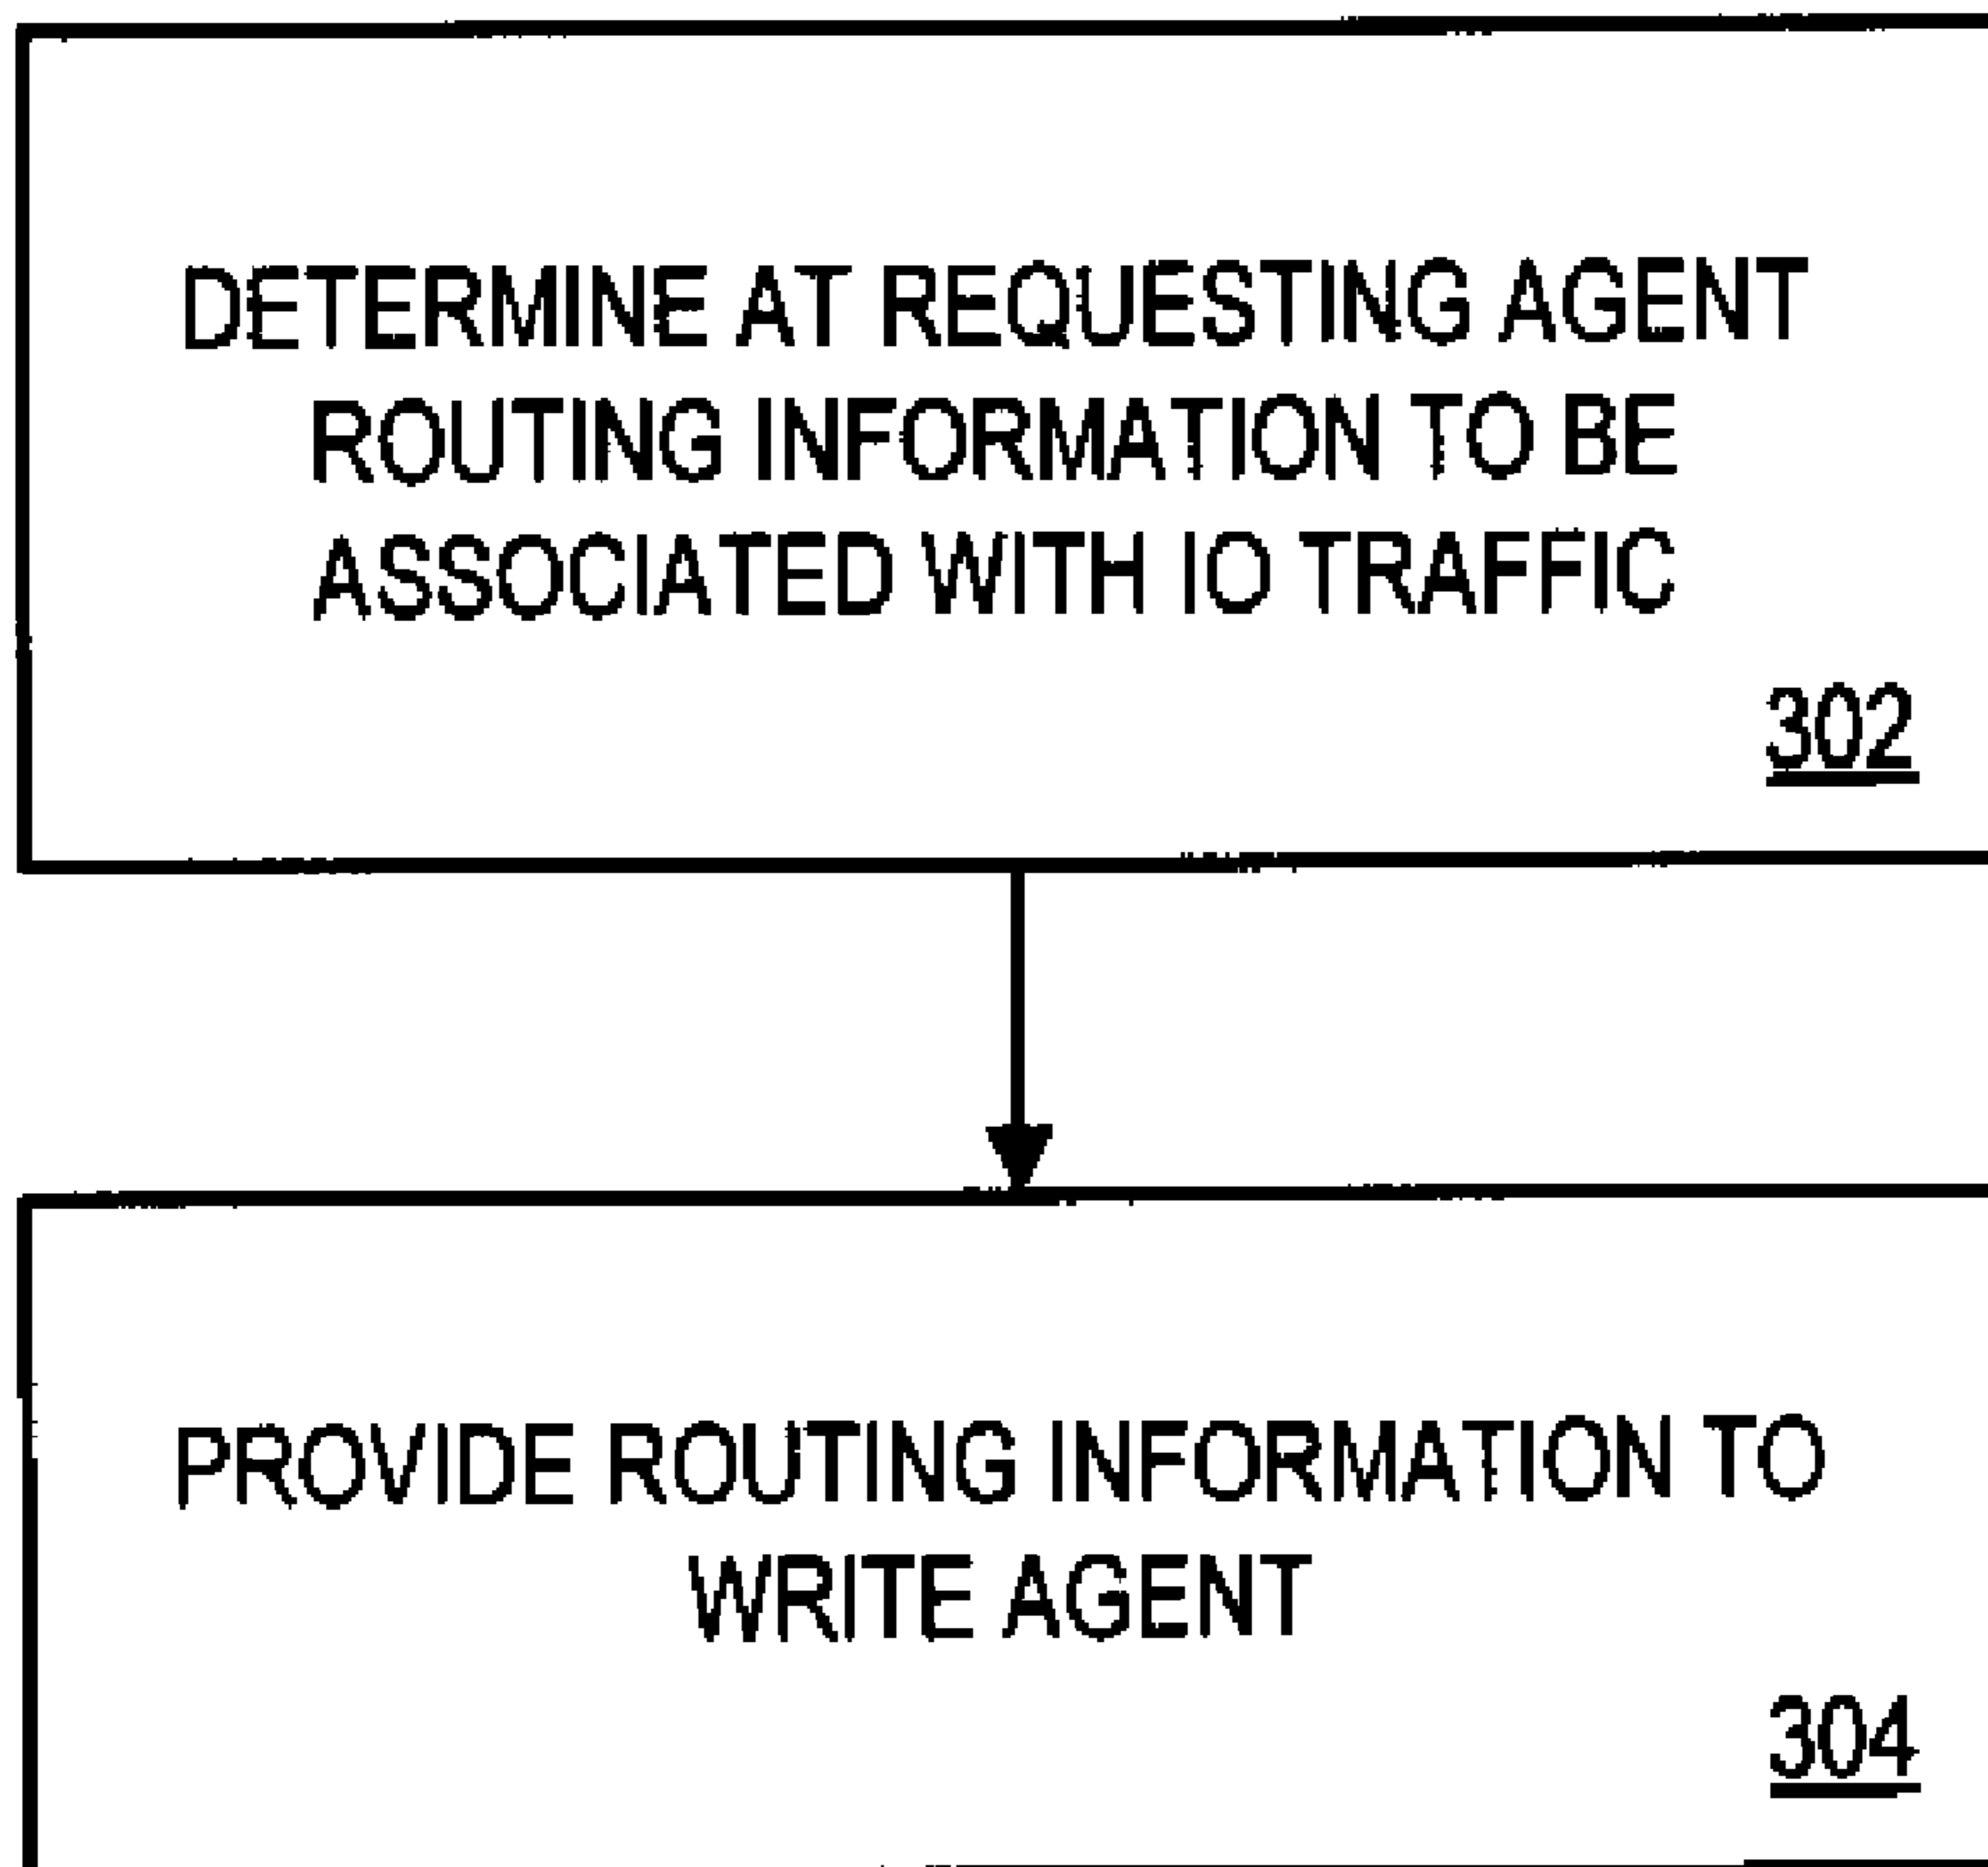 DETERMINE AT REQUESTING AGENT
ROUTING INFORMATION TO BE
ASSOCIATED WITH IO TRAFFIC
302
PROVIDE ROUTING INFORMATION TO
WRITE AGENT
304